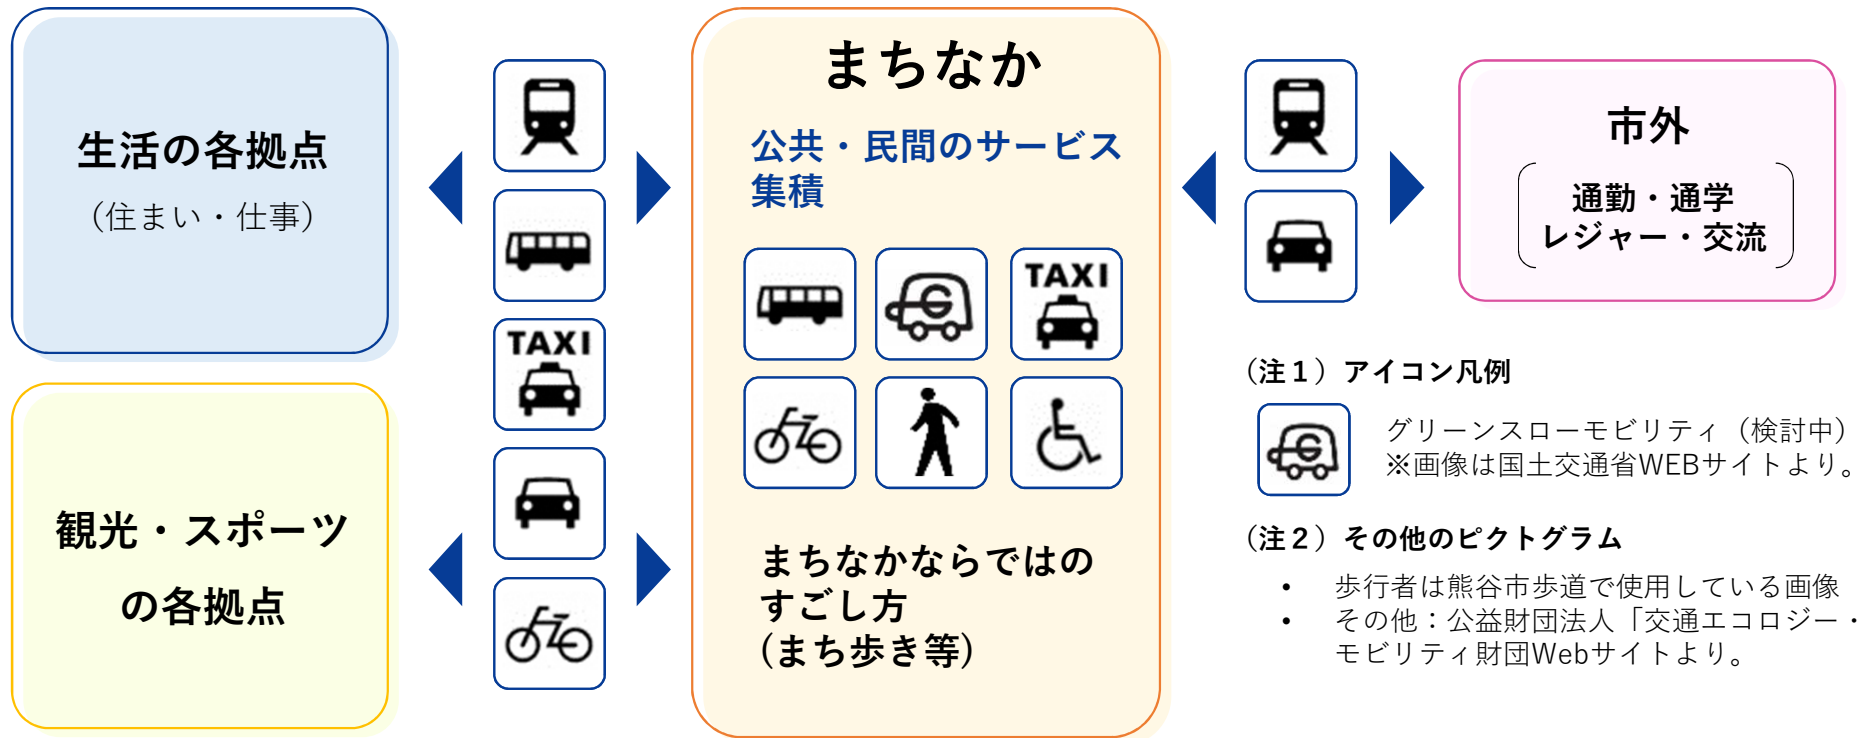 生活の各拠点
（住まい・仕事）
観光・スポーツ
の各拠点
TAXI
まちなか
公共・民間のサービス
集積
TAXI
まちなかならではの
すごし方
(まち歩き等)
市外
通勤・通学
レジャー・交流
（注１）アイコン凡例
グリーンスローモビリティ（検討中）
※画像は国土交通省WEBサイトより。
（注２）その他のピクトグラム
• 歩行者は熊谷市歩道で使用している画像
• その他：公益財団法人「交通エコロジー・
モビリティ財団Webサイトより。